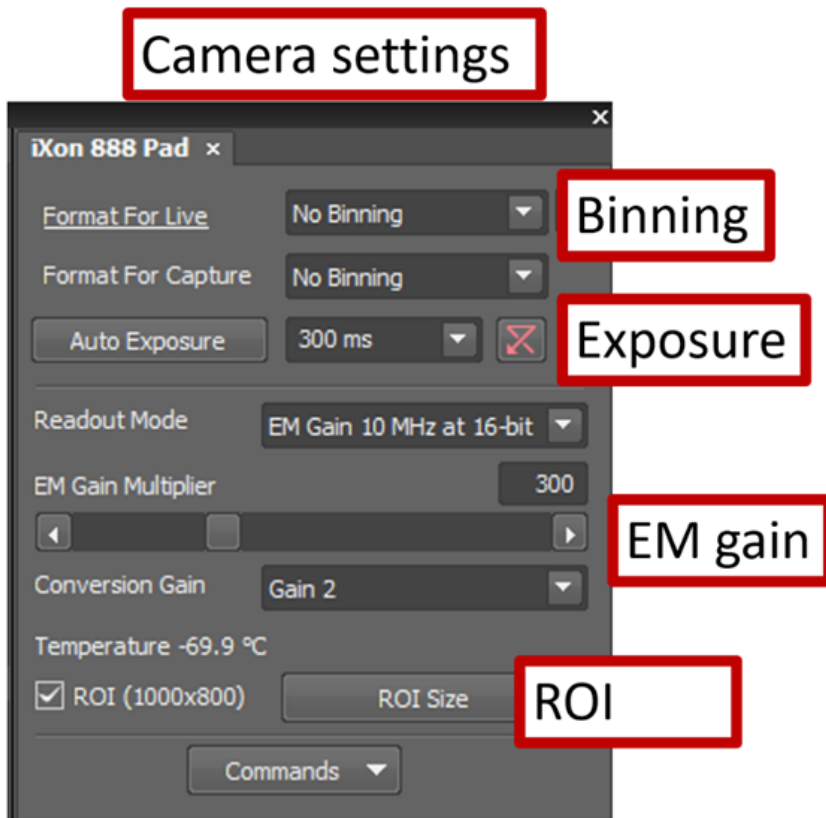 Camera settings
iXon 888 Pad
Format For Live No Binning Binning
Format For Capture No Binning
Auto Exposure 300 ms Exposure
Readout Mode EM Gain 10 MHz at 16-bit
EM Gain Multiplier 300
EM gain
Conversion Gain Gain 2
Temperature -69.9 °C
ROI (1000x800) ROI Size ROI
Commands